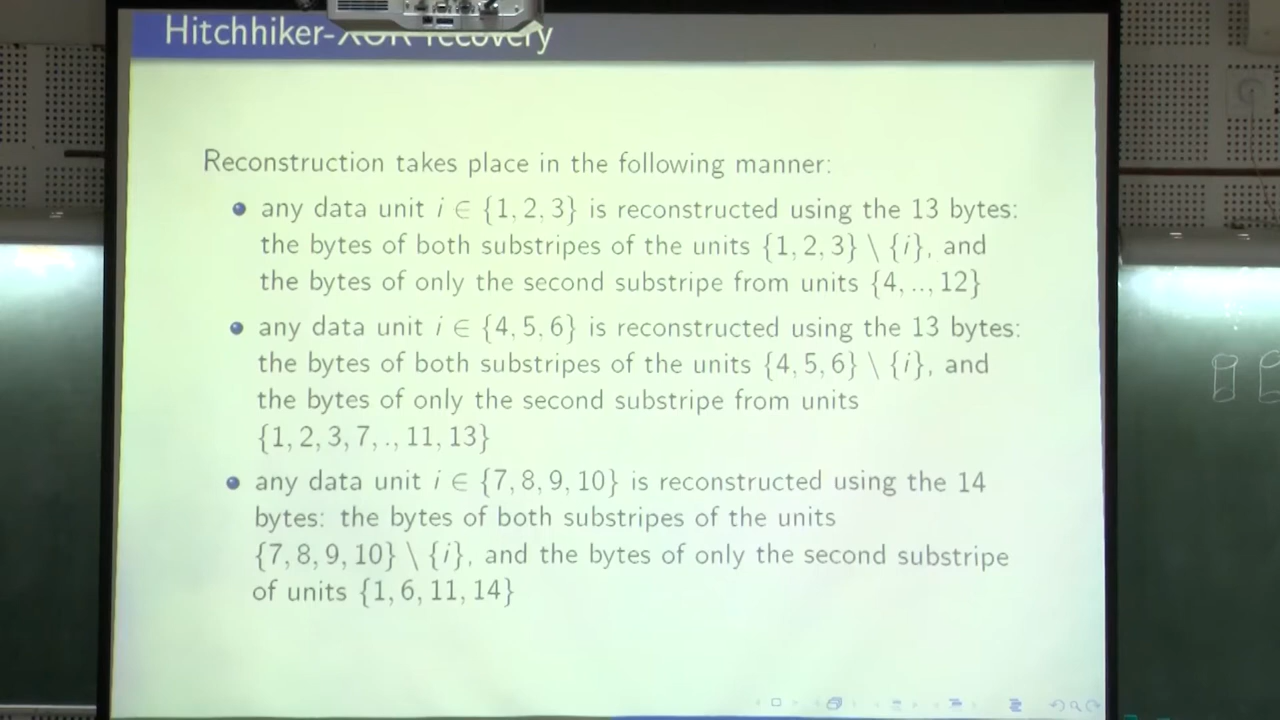 Hitchhiker-XOR recovery
Reconstruction takes place in the following manner:
any data unit i ∈ {1, 2, 3} is reconstructed using the 13 bytes:
the bytes of both substripes of the units {1, 2, 3} \ {i}, and
the bytes of only the second substripe from units {4, .., 12}
any data unit i ∈ {4, 5, 6} is reconstructed using the 13 bytes:
the bytes of both substripes of the units {4, 5, 6} \ {i}, and
the bytes of only the second substripe from units
{1, 2, 3, 7, ., 11, 13}
any data unit i ∈ {7, 8, 9, 10} is reconstructed using the 14
bytes: the bytes of both substripes of the units
{7, 8, 9, 10} \ {i}, and the bytes of only the second substripe
of units {1, 6, 11, 14}